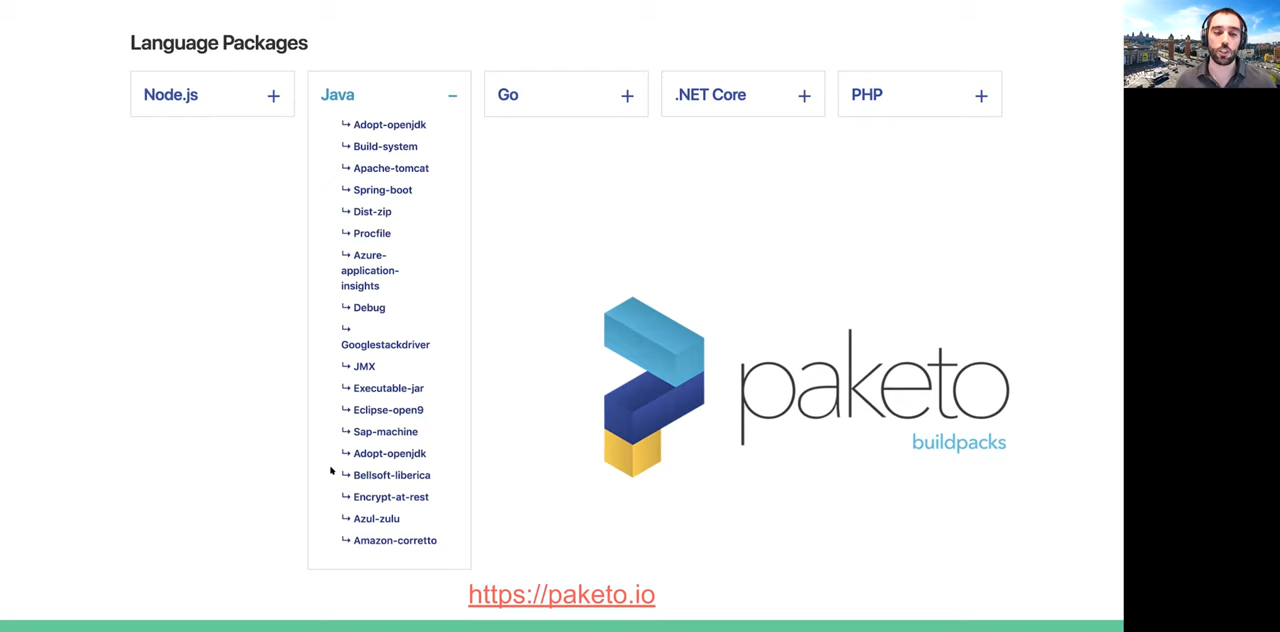 Language Packages
Node.js +
Java –
Go +
.NET Core +
PHP +
↳ Adopt-openjdk
↳ Build-system
↳ Apache-tomcat
↳ Spring-boot
↳ Dist-zip
↳ Procfile
↳ Azure-
application-
insights
↳ Debug
↳
Googlestackdriver
↳ JMX
↳ Executable-jar
↳ Eclipse-open9
↳ Sap-machine
↳ Adopt-openjdk
↳ Bellsoft-liberica
↳ Encrypt-at-rest
↳ Azul-zulu
↳ Amazon-corretto
paketo
buildpacks
https://paketo.io